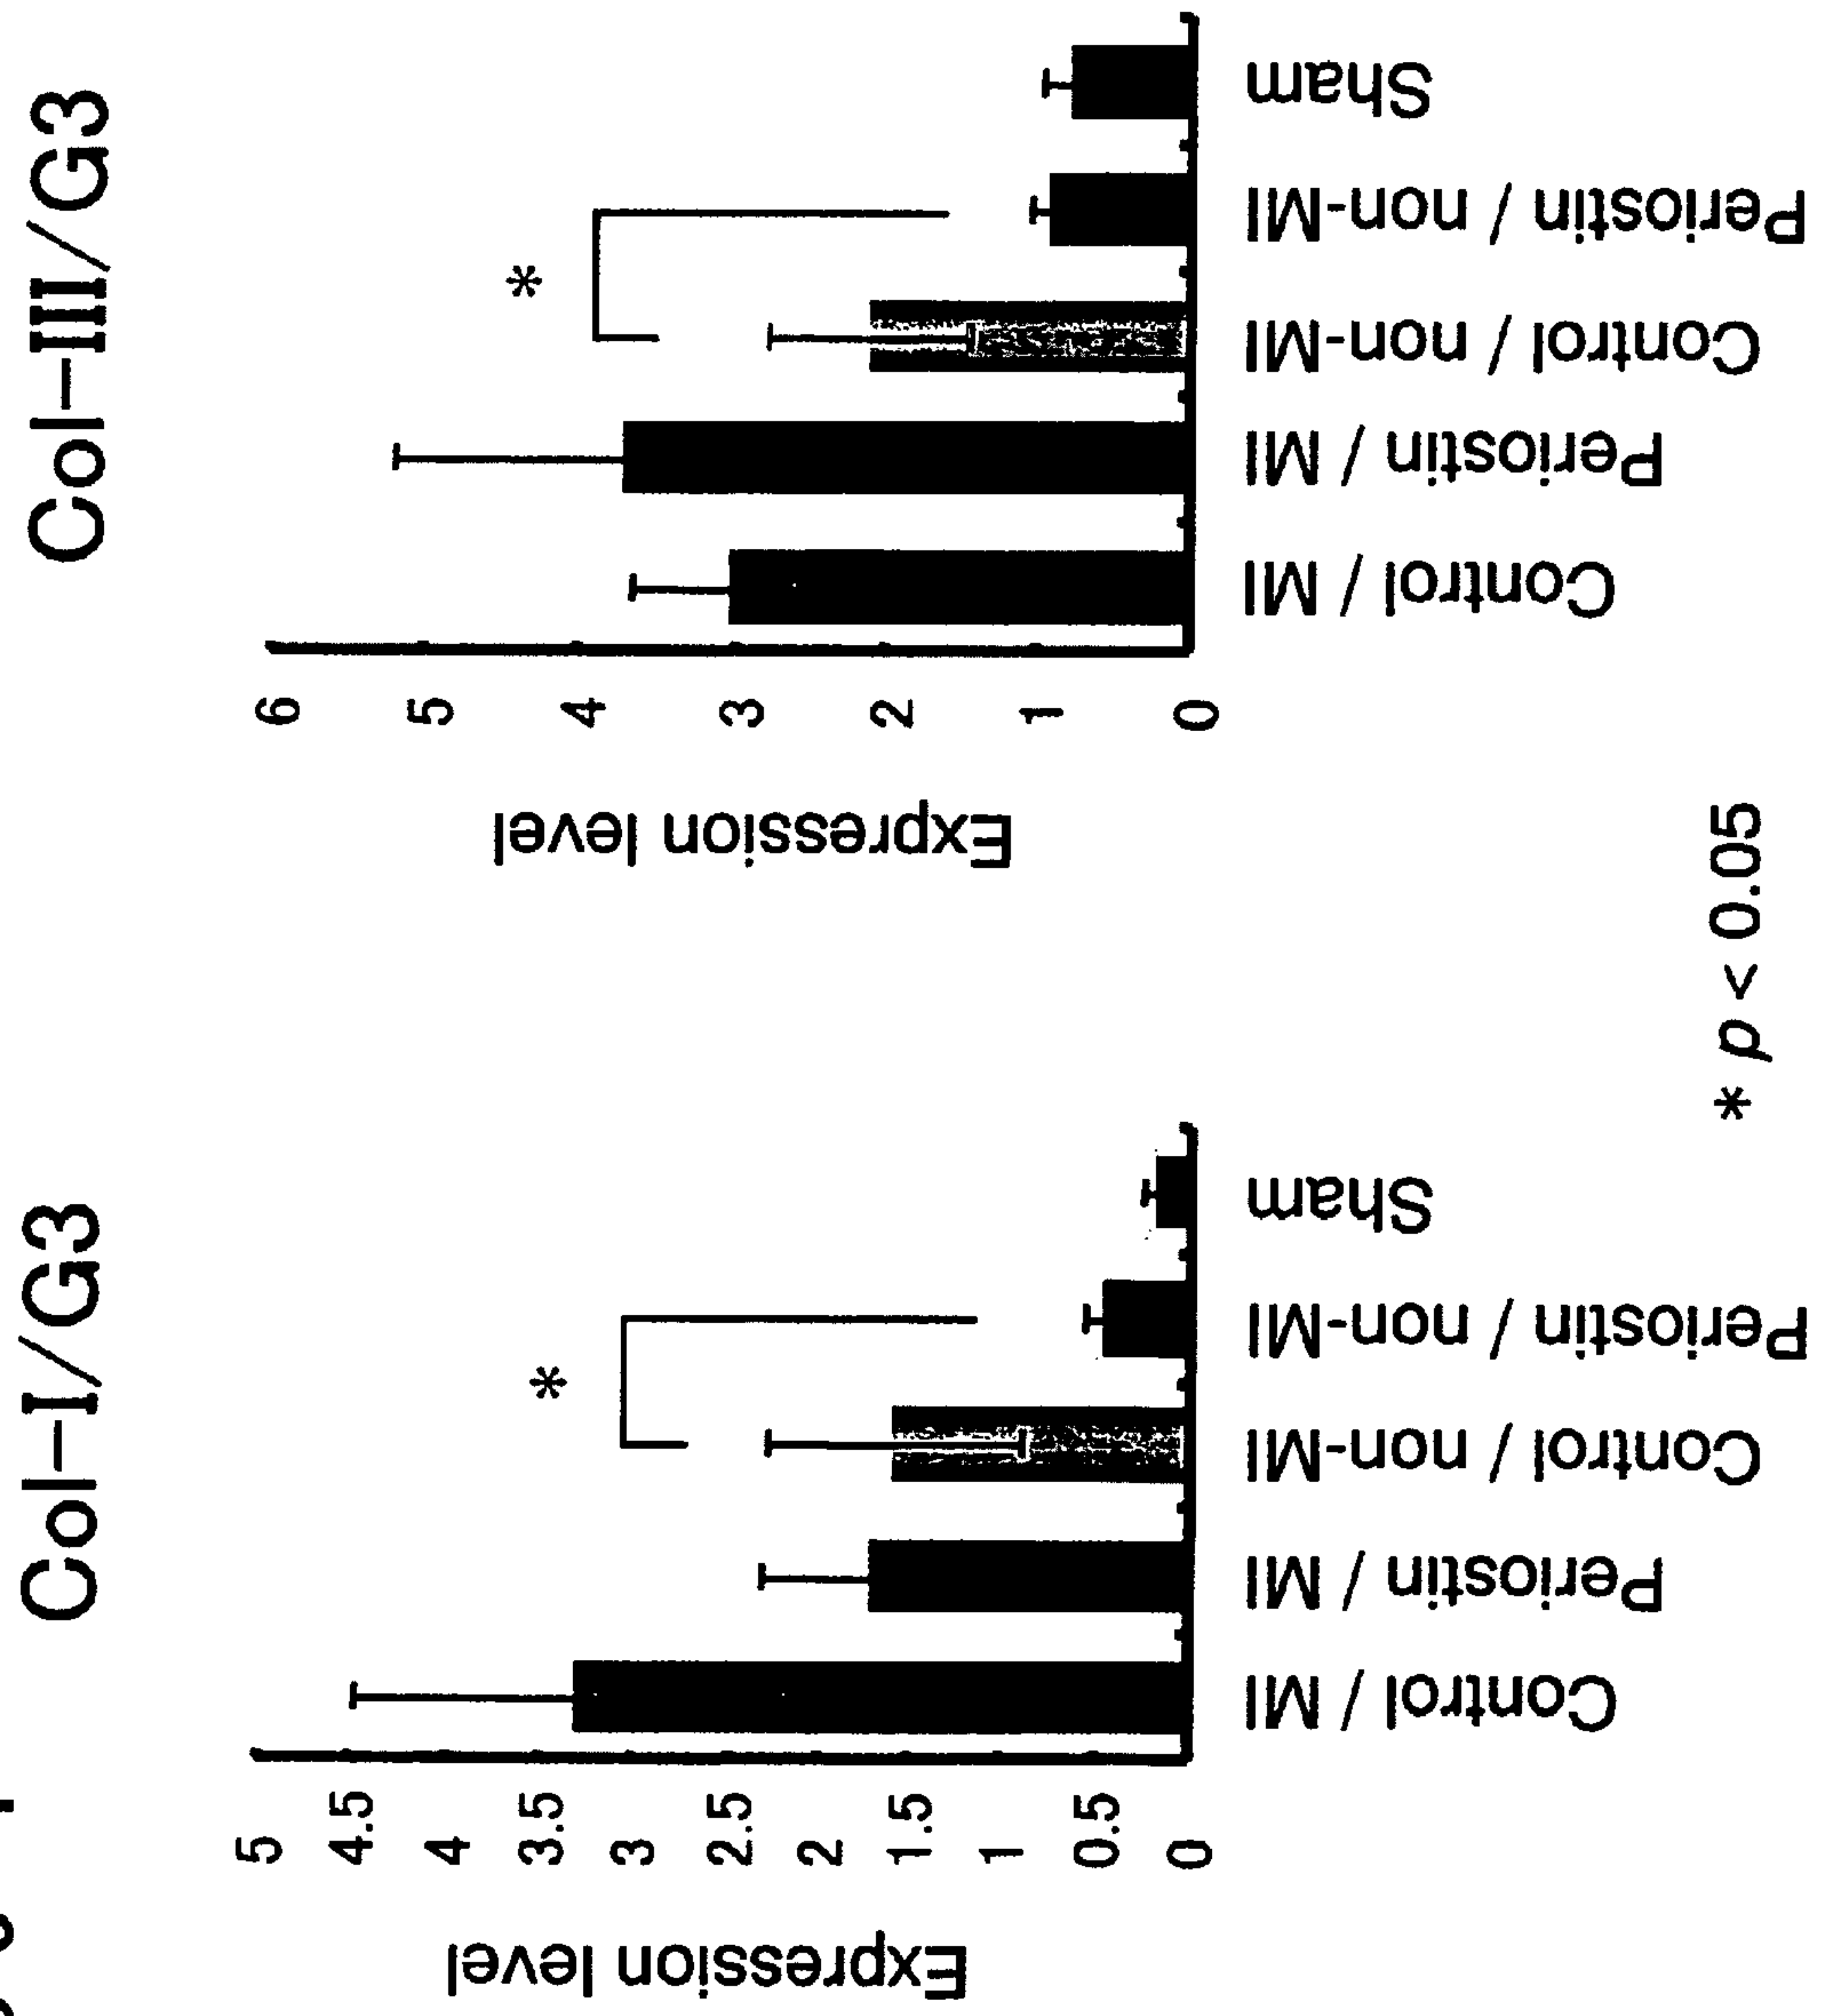 Col-I/G3
Expression level
5
4.5
4
3.5
3
2.5
2
1.5
1
0.5
0
*
Control / MI
Periostin / MI
Control / non-MI
Periostin / non-MI
Sham
Col-III/G3
Expression level
6
5
4
3
2
1
0
*
Control / MI
Periostin / MI
Control / non-MI
Periostin / non-MI
Sham
* p < 0.05